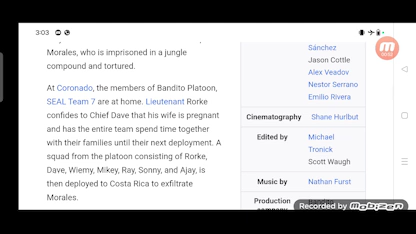 3:03
Morales, who is imprisoned in a jungle
compound and tortured.
At Coronado, the members of Bandito Platoon,
SEAL Team 7 are at home. Lieutenant Rorke
confides to Chief Dave that his wife is pregnant
and has the entire team spend time together
with their families until their next deployment. A
squad from the platoon consisting of Rorke,
Dave, Wiemy, Mikey, Ray, Sonny, and Ajay, is
then deployed to Costa Rica to exfiltrate
Morales.
Sánchez
Jason Cottle
Alex Veadov
Nestor Serrano
Emilio Rivera
Cinematography Shane Hurlbut
Edited by Michael
Tronick
Scott Waugh
Music by Nathan Furst
Production Bandito
Recorded by Mobizen